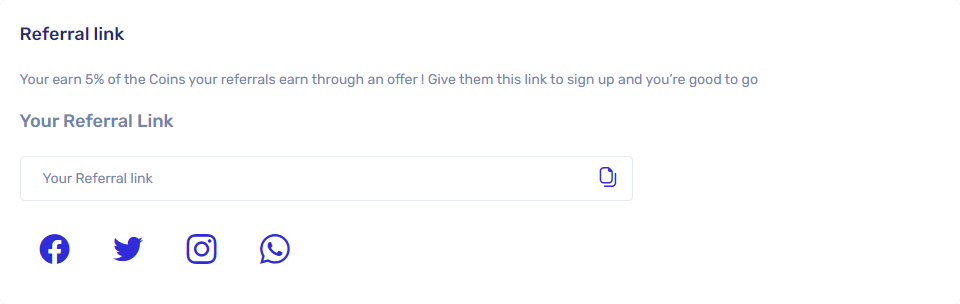 Referral link
Your earn 5% of the Coins your referrals earn through an offer ! Give them this link to sign up and you're good to go
Your Referral Link
Your Referral link